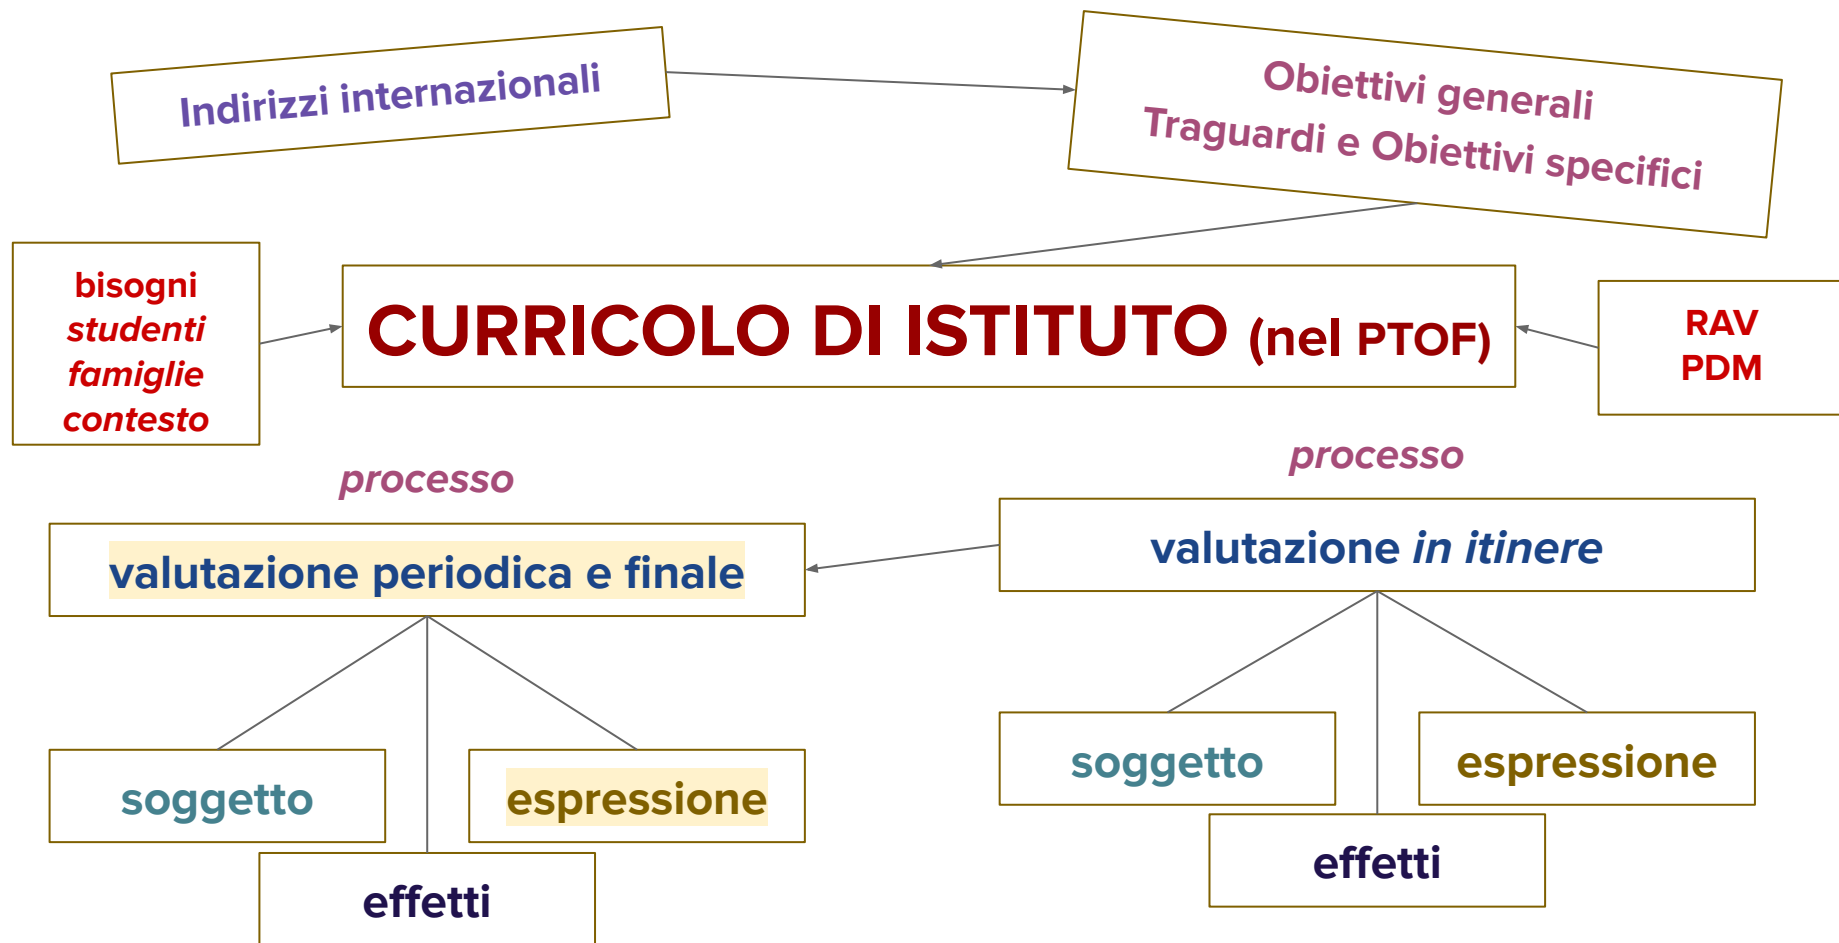 Indirizzi internazionali
Obiettivi generali
Traguardi e Obiettivi specifici
bisogni
studenti
famiglie
contesto
CURRICOLO DI ISTITUTO (nel PTOF)
RAV
PDM
processo
processo
valutazione periodica e finale
valutazione in itinere
soggetto
espressione
effetti
soggetto
espressione
effetti